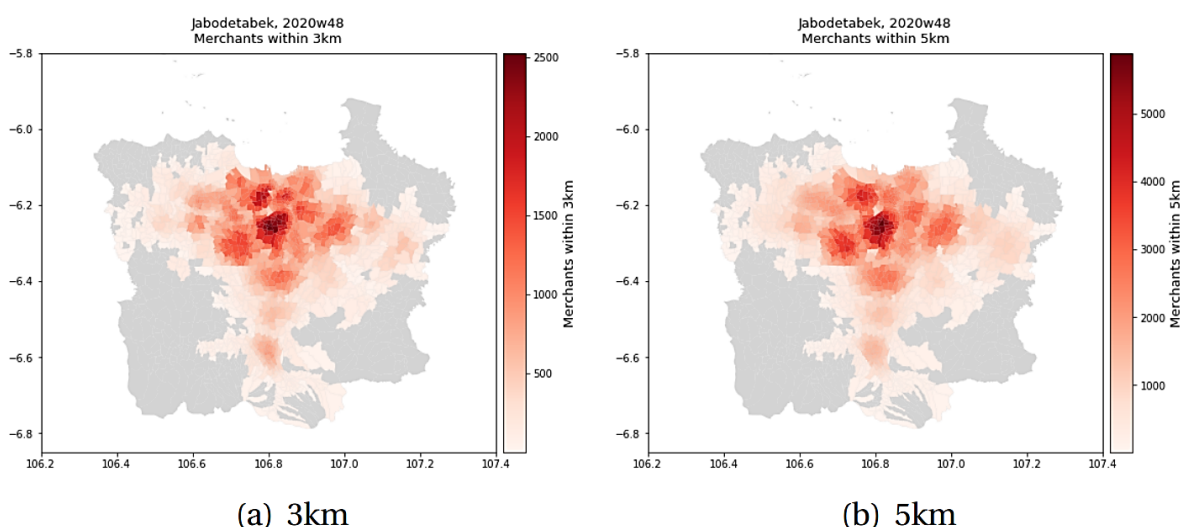 Jabodetabek, 2020w48
Merchants within 3km
−5.8
−6.0
−6.2
−6.4
−6.6
−6.8
106.2 106.4 106.6 106.8 107.0 107.2 107.4
2500
2000
1500
1000
500
Merchants within 3km
(a) 3km
Jabodetabek, 2020w48
Merchants within 5km
−5.8
−6.0
−6.2
−6.4
−6.6
−6.8
106.2 106.4 106.6 106.8 107.0 107.2 107.4
5000
4000
3000
2000
1000
Merchants within 5km
(b) 5km